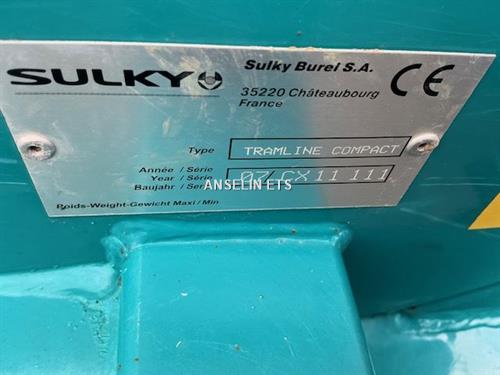 SULKY
Sulky Burel S.A.
35220 Châteaubourg
France
CE
Type TRAMLINE COMPACT
Année / Série
Year / Série 07 CX11 111
Baujahr / Seri
ANSELIN ETS
Poids-Weight-Gewicht Maxi / Min